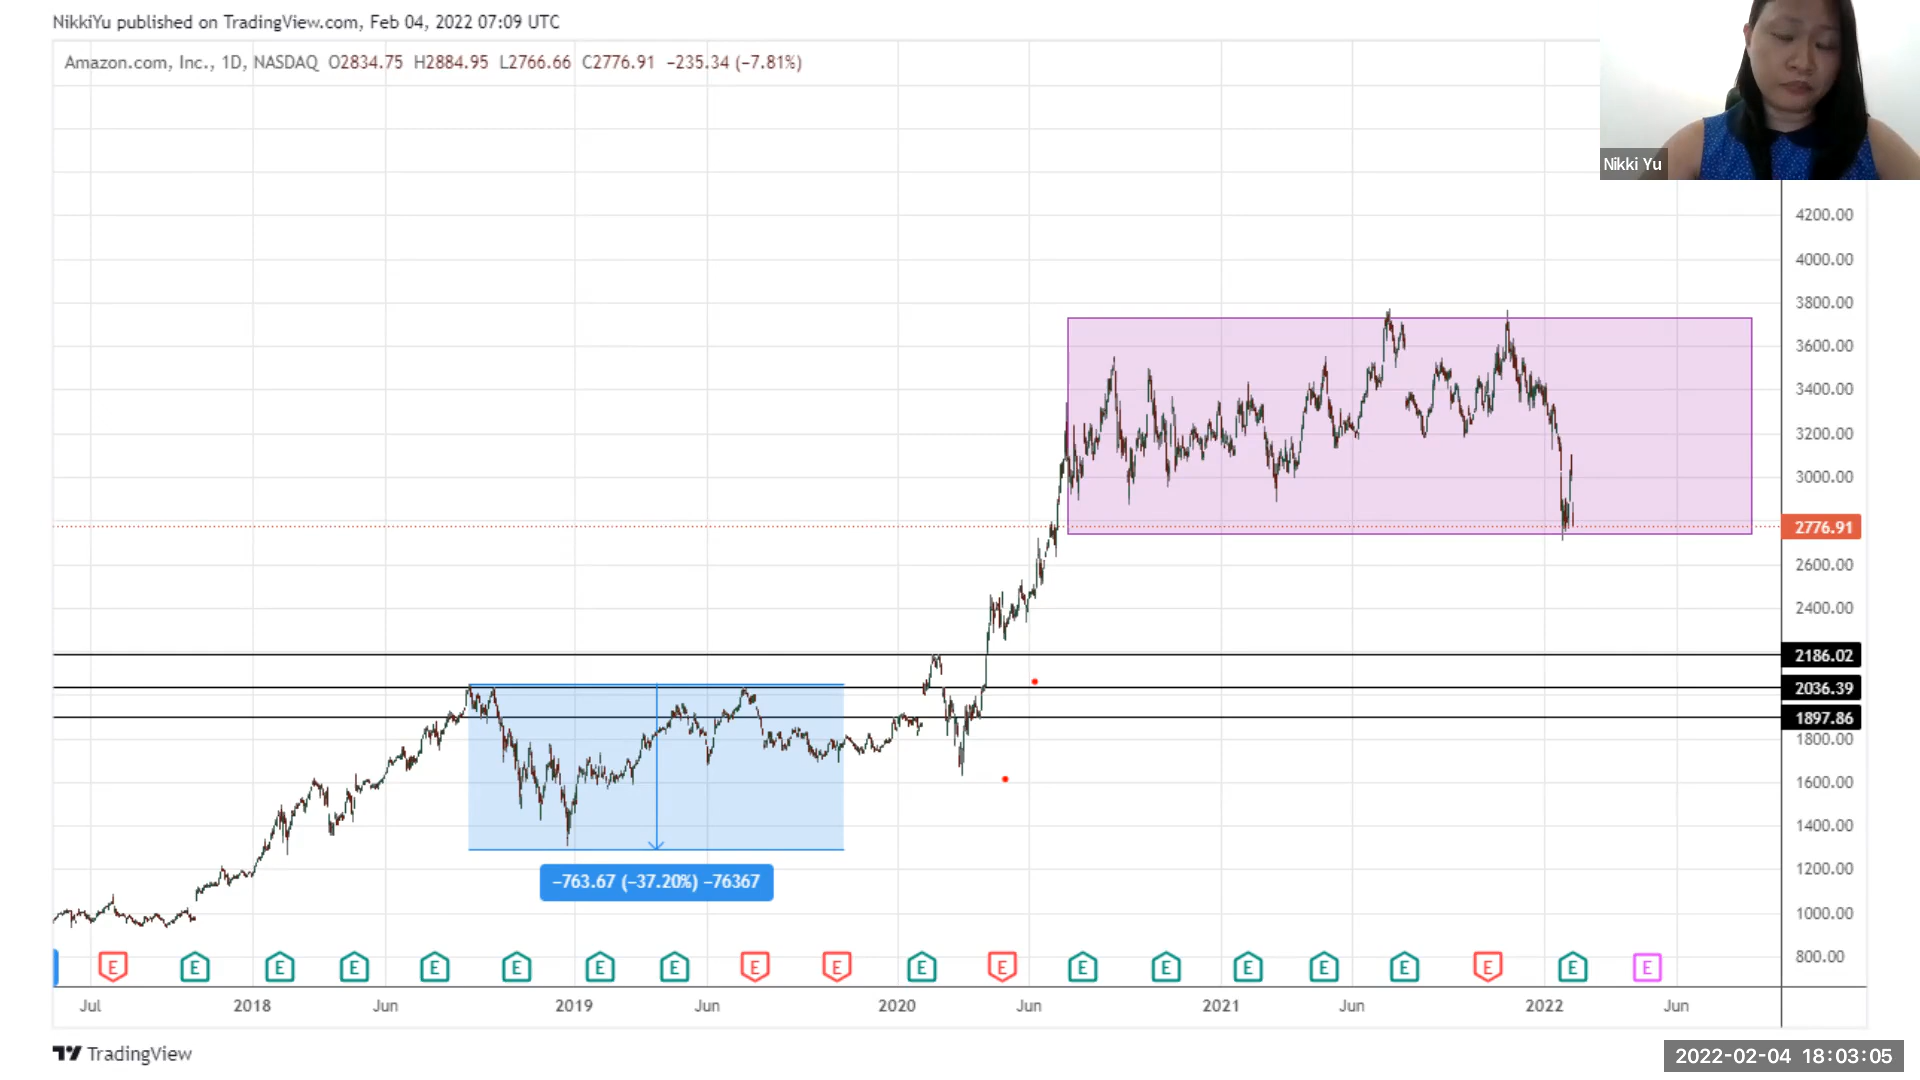 NikkiYu published on TradingView.com, Feb 04, 2022 07:09 UTC
Amazon.com, Inc., 1D, NASDAQ O2834.75 H2884.95 L2766.66 C2776.91 −235.34 (−7.81%)
Nikki Yu
4200.00
4000.00
3800.00
3600.00
3400.00
3200.00
3000.00
2776.91
2600.00
2400.00
2186.02
2036.39
1897.86
1800.00
1600.00
1400.00
1200.00
−763.67 (−37.20%) −76367
1000.00
800.00
E E E E E E E E E E E E E E E E E E E E
Jul 2018 Jun 2019 Jun 2020 Jun 2021 Jun 2022 Jun
TradingView
2022-02-04 18:03:05